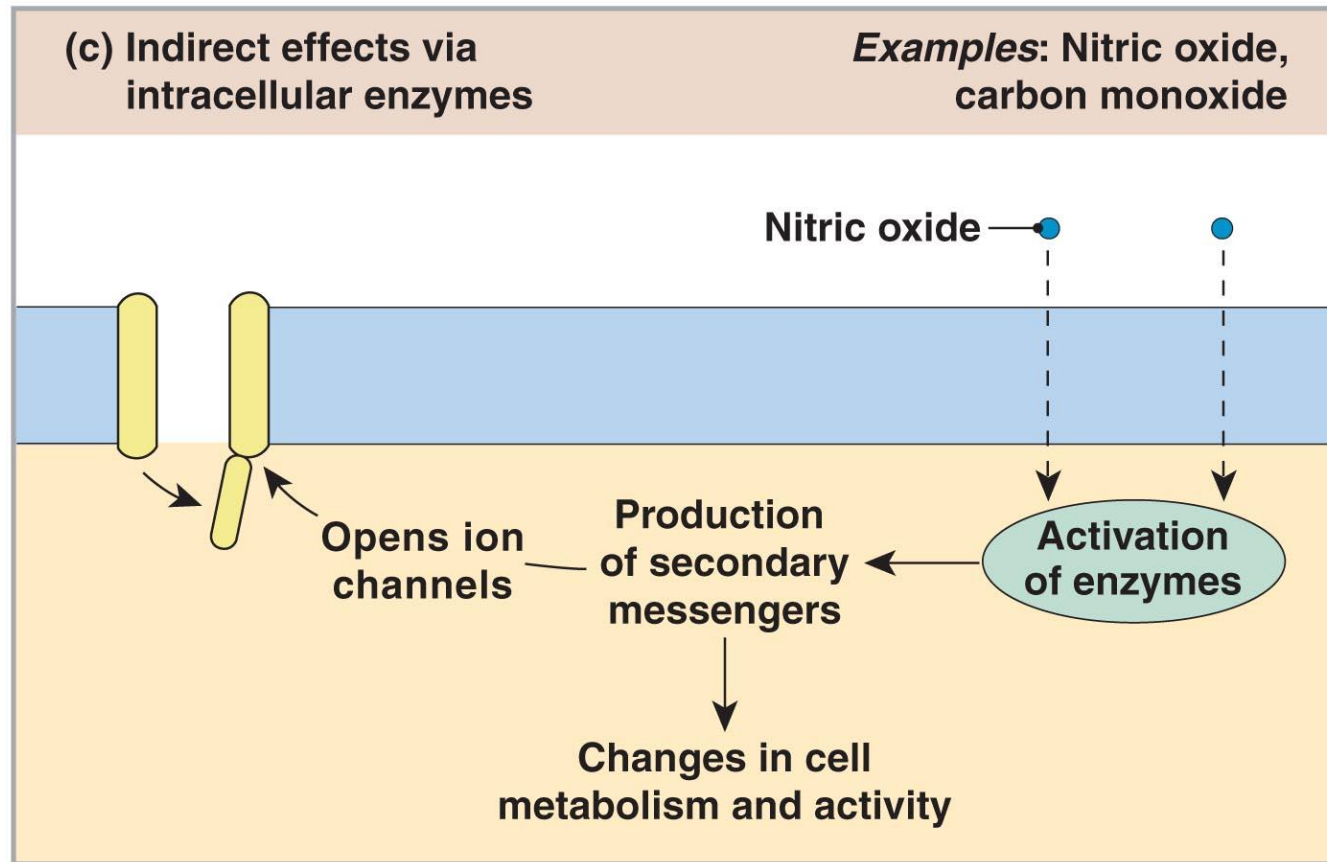 (c) Indirect effects via
intracellular enzymes
Examples: Nitric oxide,
carbon monoxide
Nitric oxide
Opens ion
channels
Production
of secondary
messengers
Activation
of enzymes
Changes in cell
metabolism and activity